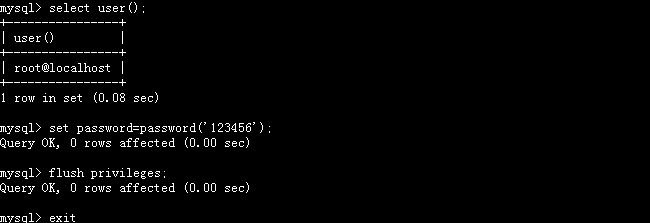 mysql> select user();
+----------------+
| user()         |
+----------------+
| root@localhost |
+----------------+
1 row in set (0.08 sec)
mysql> set password=password('123456');
Query OK, 0 rows affected (0.00 sec)
mysql> flush privileges;
Query OK, 0 rows affected (0.00 sec)
mysql> exit